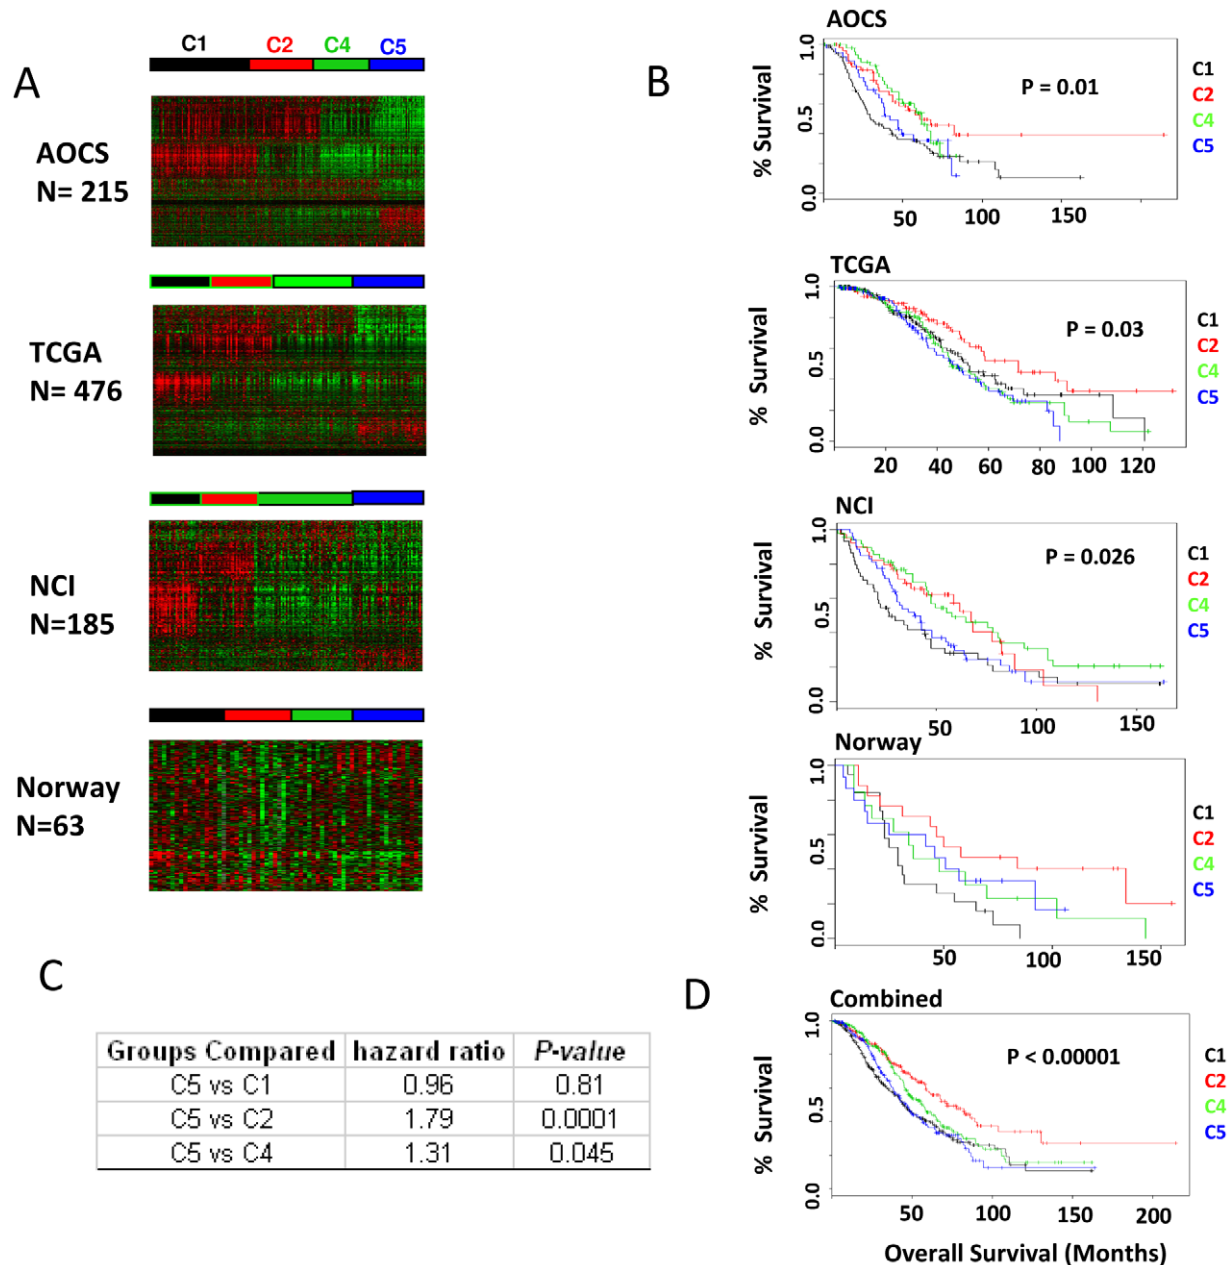 A
C1 C2 C4 C5
AOCS
N= 215
TCGA
N= 476
NCI
N=185
Norway
N=63
B
AOCS
P = 0.01
% Survival
1.0
0.5
0.0
50 100 150
C1
C2
C4
C5
TCGA
P = 0.03
% Survival
1.0
0.5
0.0
20 40 60 80 100 120
C1
C2
C4
C5
NCI
P = 0.026
% Survival
1.0
0.5
0.0
50 100 150
C1
C2
C4
C5
Norway
% Survival
1.0
0.5
0.0
50 100 150
C1
C2
C4
C5
C
Groups Compared hazard ratio P-value
C5 vs C1 0.96 0.81
C5 vs C2 1.79 0.0001
C5 vs C4 1.31 0.045
D
Combined
P < 0.00001
% Survival
1.0
0.5
0.0
50 100 150 200
C1
C2
C4
C5
Overall Survival (Months)